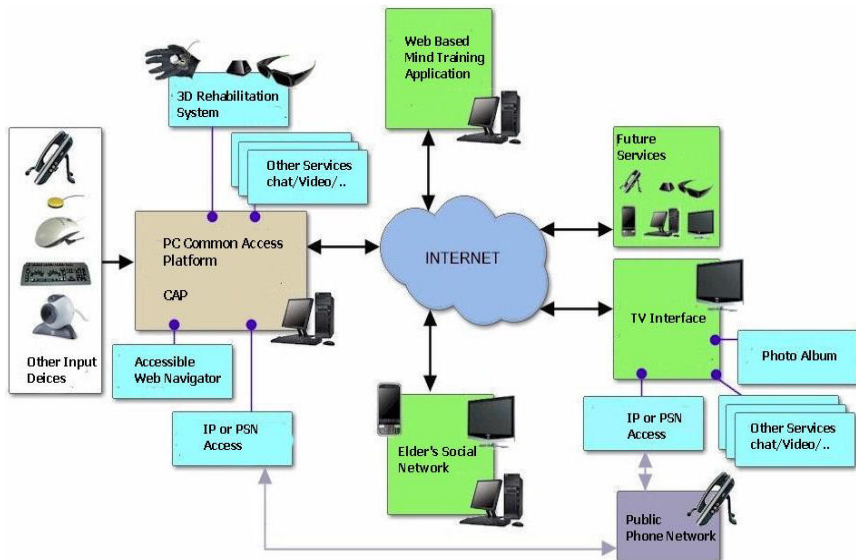 Web Based
Mind Training
Application
3D Rehabilitation
System
Other Services
chat/Video/..
Future
Services
PC Common Access
Platform
CAP
INTERNET
TV Interface
Photo Album
Other Input
Deices
Accessible
Web Navigator
IP or PSN
Access
Elder's Social
Network
IP or PSN
Access
Other Services
chat/Video/..
Public
Phone Network